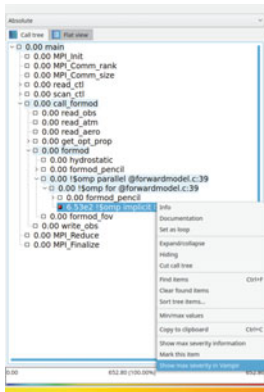 Absolute
Call tree
Flat view
0.00 main
0.00 MPI_Init
0.00 MPI_Comm_rank
0.00 MPI_Comm_size
0.00 read_ctl
0.00 scan_ctl
0.00 call_formod
0.00 read_obs
0.00 read_atm
0.00 read_aero
0.00 get_opt_prop
0.00 formod
0.00 hydrostatic
0.00 formod_pencil
0.00 !$omp parallel @forwardmodel.c:39
0.00 !$omp for @forwardmodel.c:39
0.00 formod_pencil
6.53e2 !$omp implicit
0.00 formod_fov
0.00 write_obs
0.00 MPI_Reduce
0.00 MPI_Finalize
Info
Documentation
Set as loop
Expand/collapse
Hiding
Cut call tree
Find items Ctrl+F
Clear found items
Sort tree items...
Min/max values
Copy to clipboard Ctrl+C
Show max severity information
Mark this item
Show max severity in Vampir
0.00 652.80 (100.00%) 652.80